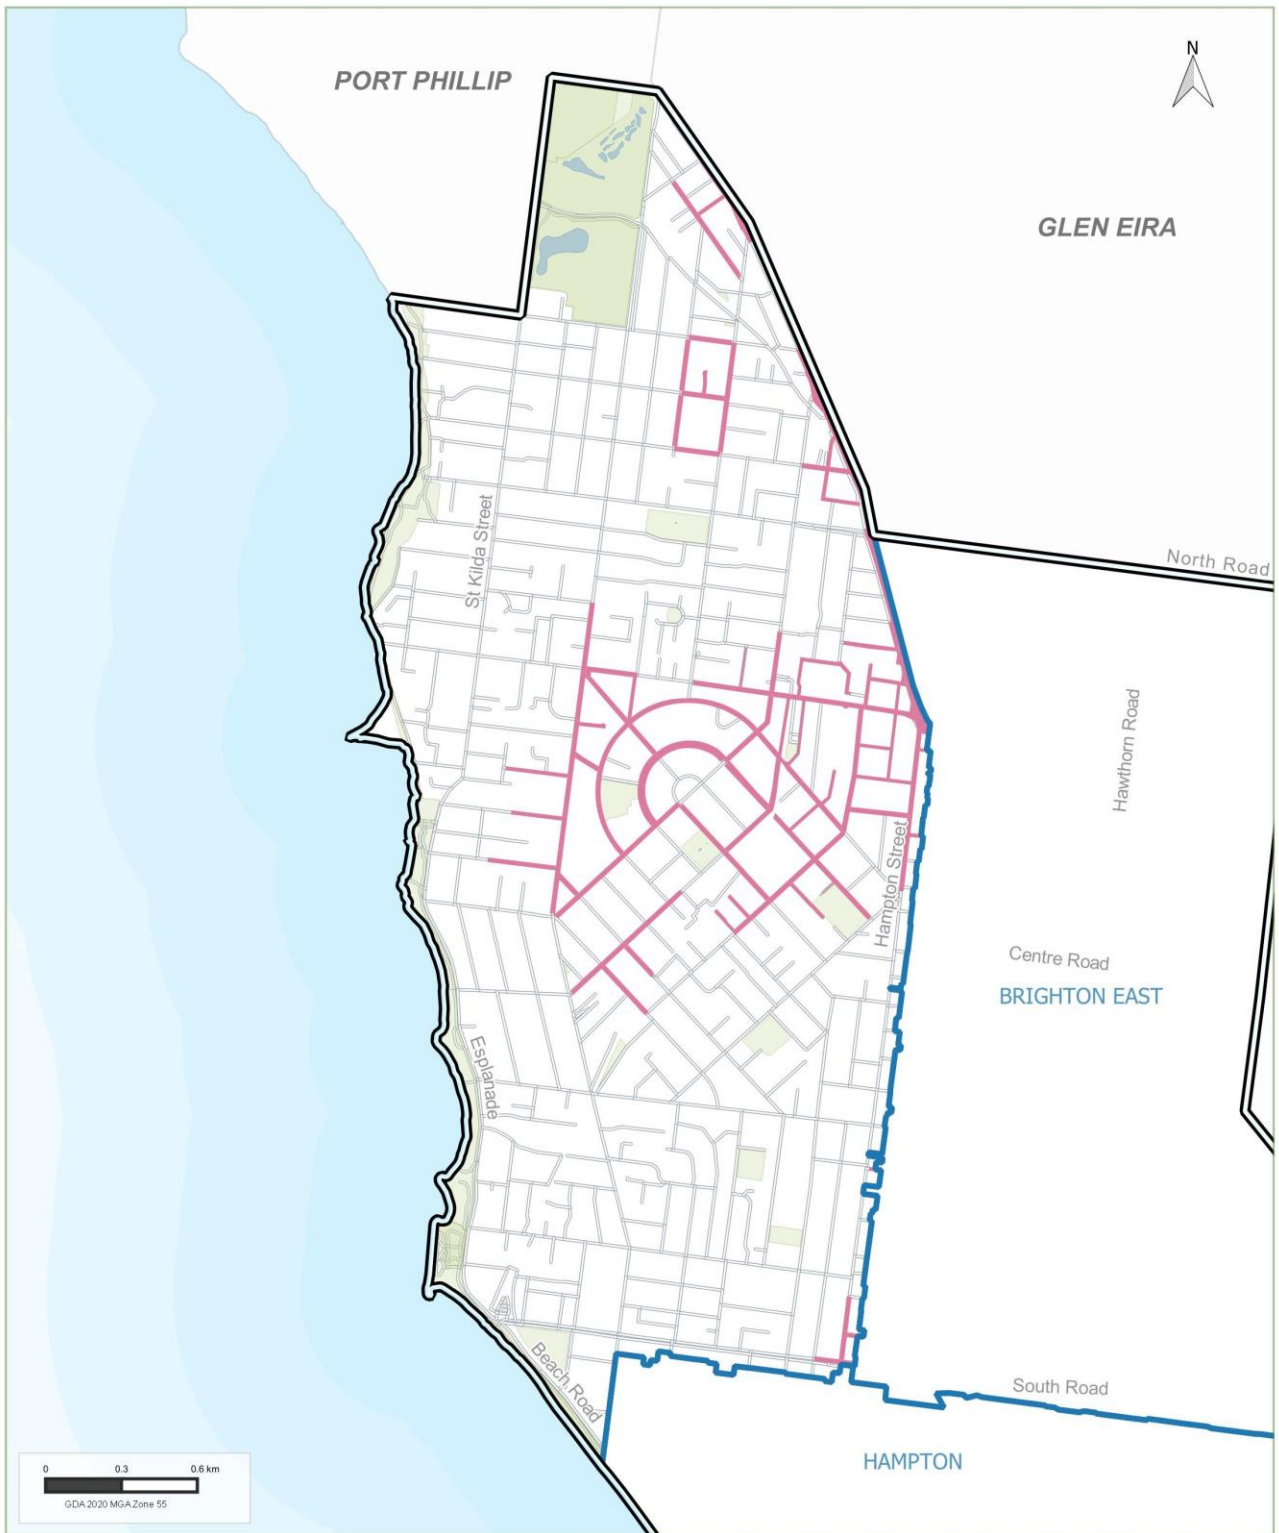 N
PORT PHILLIP
GLEN EIRA
North Road
St Kilda Street
Hawthorn Road
Hampton Street
Centre Road
BRIGHTON EAST
Esplanade
Beach Road
South Road
HAMPTON
0 0.3 0.6 km
GDA 2020 MGA Zone 55